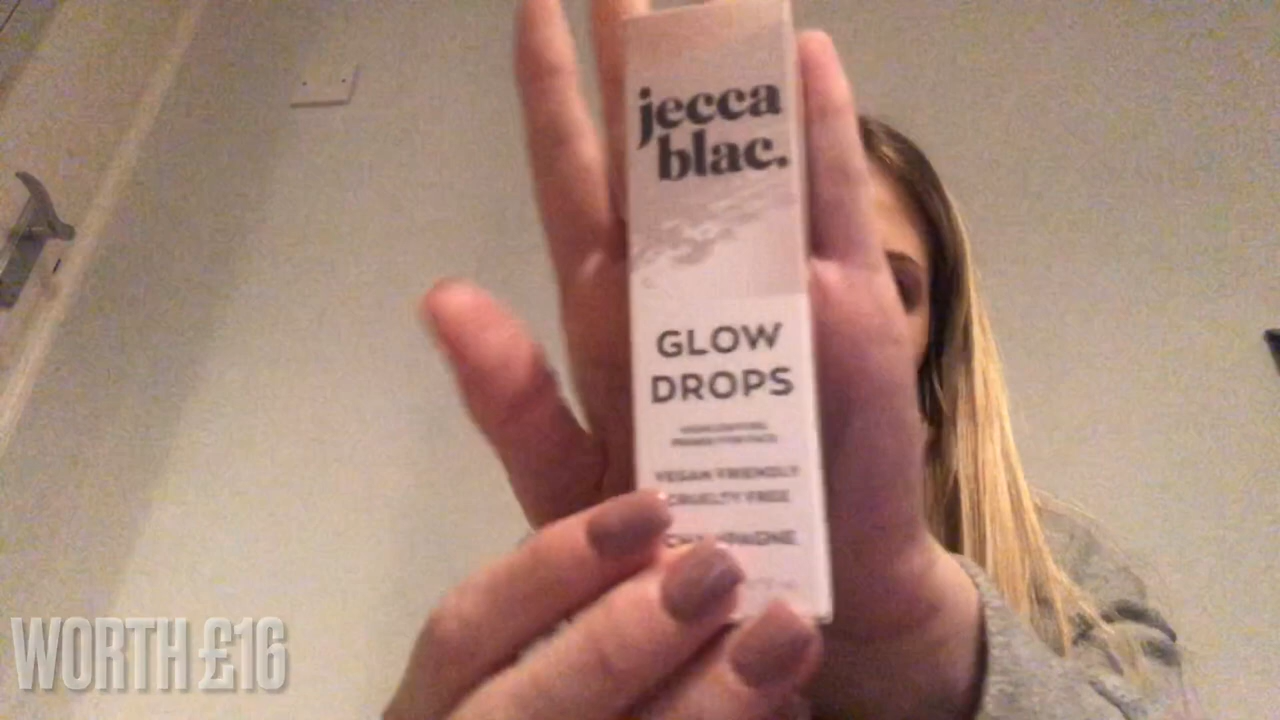 jecca
blac.
GLOW
DROPS
VEGAN FRIENDLY
CRUELTY FREE
WORTH £16